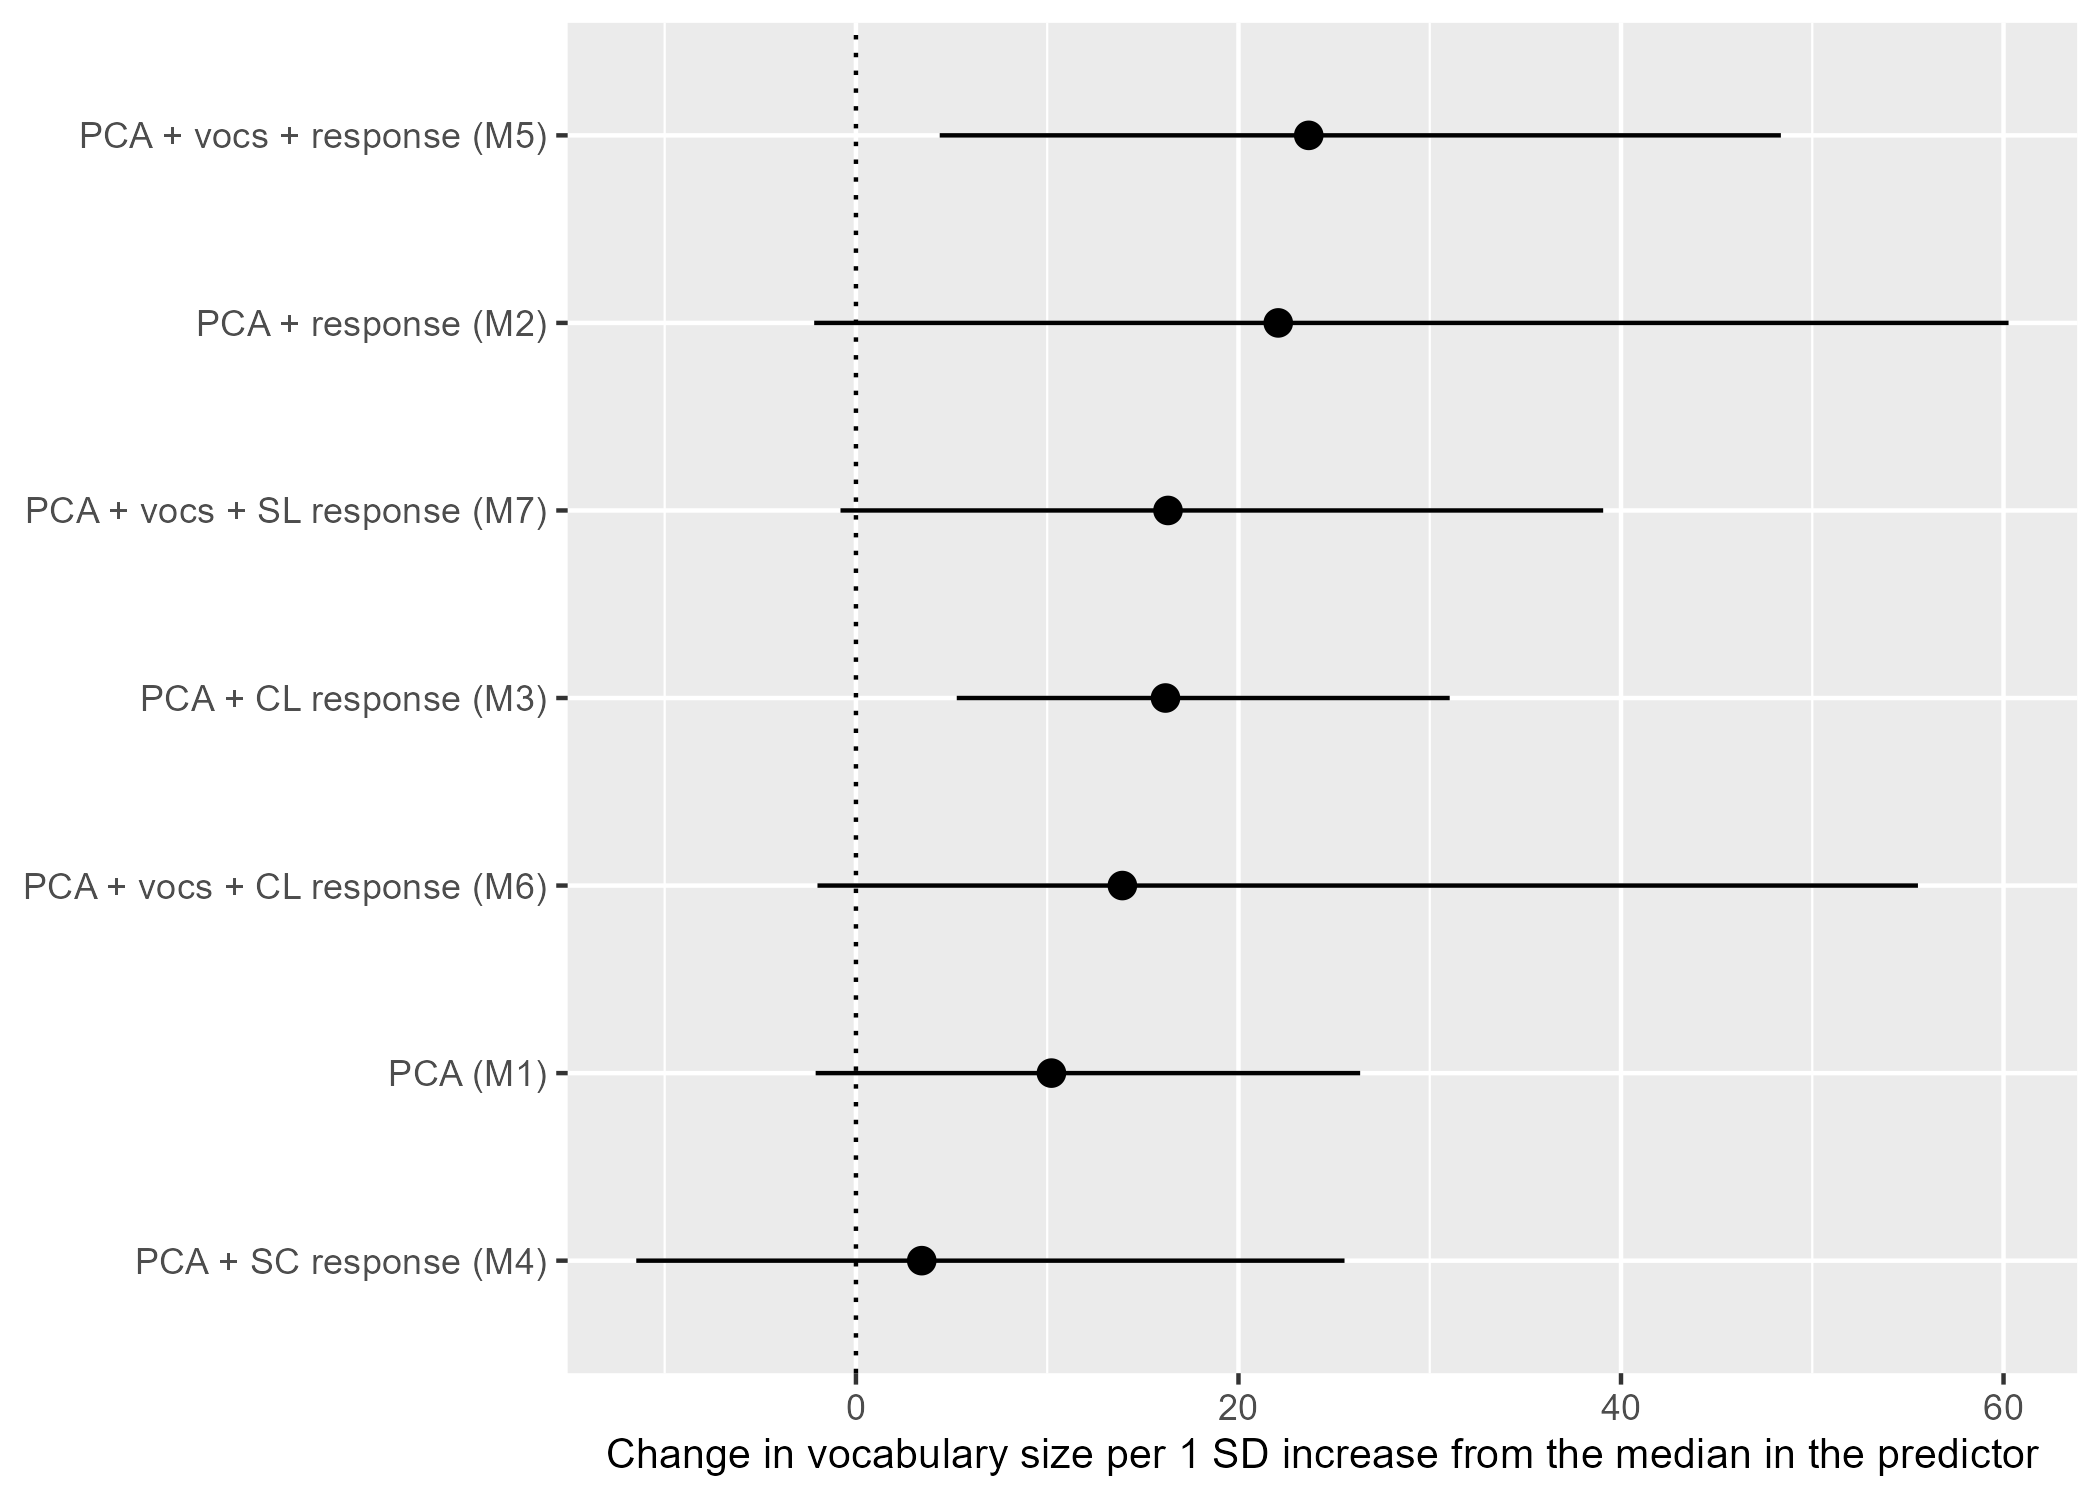 PCA + vocs + response (M5)
PCA + response (M2)
PCA + vocs + SL response (M7)
PCA + CL response (M3)
PCA + vocs + CL response (M6)
PCA (M1)
PCA + SC response (M4)
0 20 40 60
Change in vocabulary size per 1 SD increase from the median in the predictor